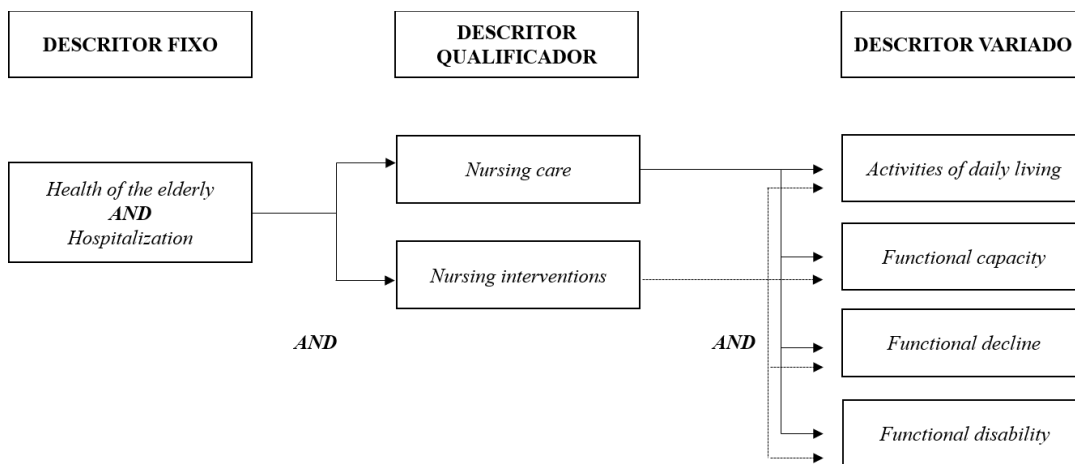 DESCRITOR FIXO
DESCRITOR
QUALIFICADOR
DESCRITOR VARIADO
Health of the elderly
AND
Hospitalization
Nursing care
Nursing interventions
AND
AND
Activities of daily living
Functional capacity
Functional decline
Functional disability